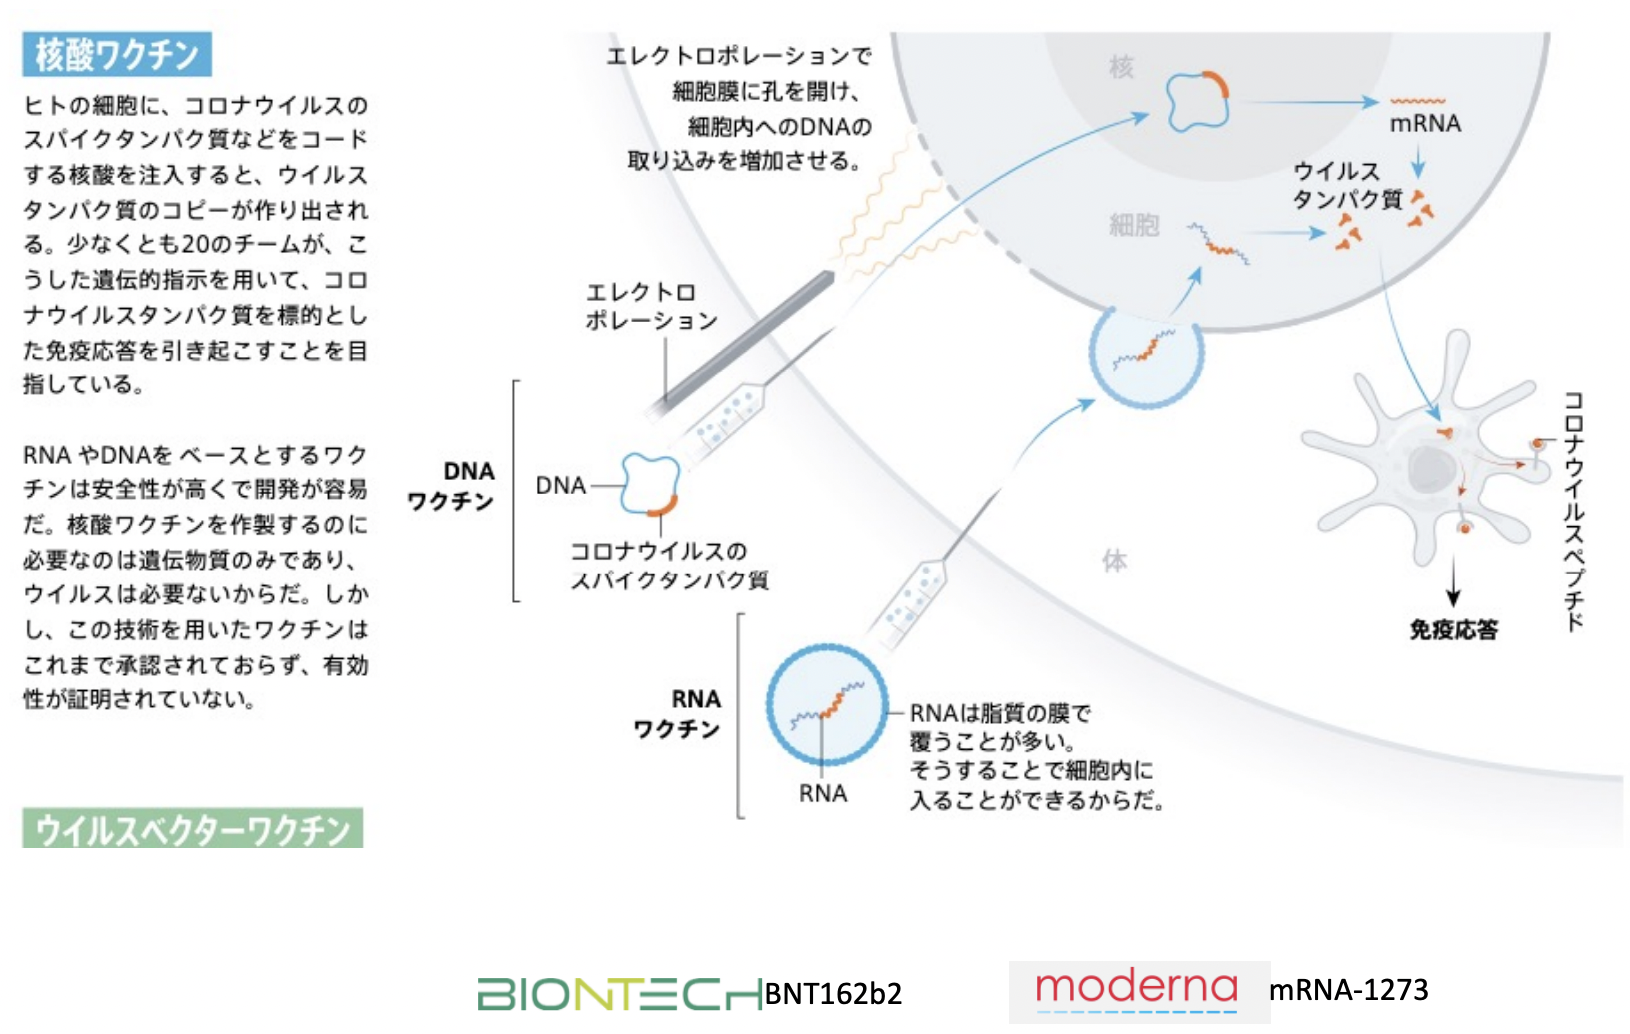 核酸ワクチン
ヒトの細胞に、コロナウイルスの
スパイクタンパク質などをコード
する核酸を注入すると、ウイルス
タンパク質のコピーが作り出され
る。少なくとも20のチームが、こ
うした遺伝的指示を用いて、コロ
ナウイルスタンパク質を標的とし
た免疫応答を引き起こすことを目
指している。
RNA やDNAを ベースとするワク
チンは安全性が高くて開発が容易
だ。核酸ワクチンを作製するのに
必要なのは遺伝物質のみであり、
ウイルスは必要ないからだ。しか
し、この技術を用いたワクチンは
これまで承認されておらず、有効
性が証明されていない。
ウイルスベクターワクチン
エレクトロポレーションで
細胞膜に孔を開け、
細胞内へのDNAの
取り込みを増加させる。
エレクトロ
ポレーション
DNA
ワクチン
DNA
コロナウイルスの
スパイクタンパク質
RNA
ワクチン
RNA
RNAは脂質の膜で
覆うことが多い。
そうすることで細胞内に
入ることができるからだ。
核
mRNA
ウイルス
タンパク質
細胞
体
コロナウイルスペプチド
免疫応答
BIONTECH BNT162b2
moderna mRNA-1273